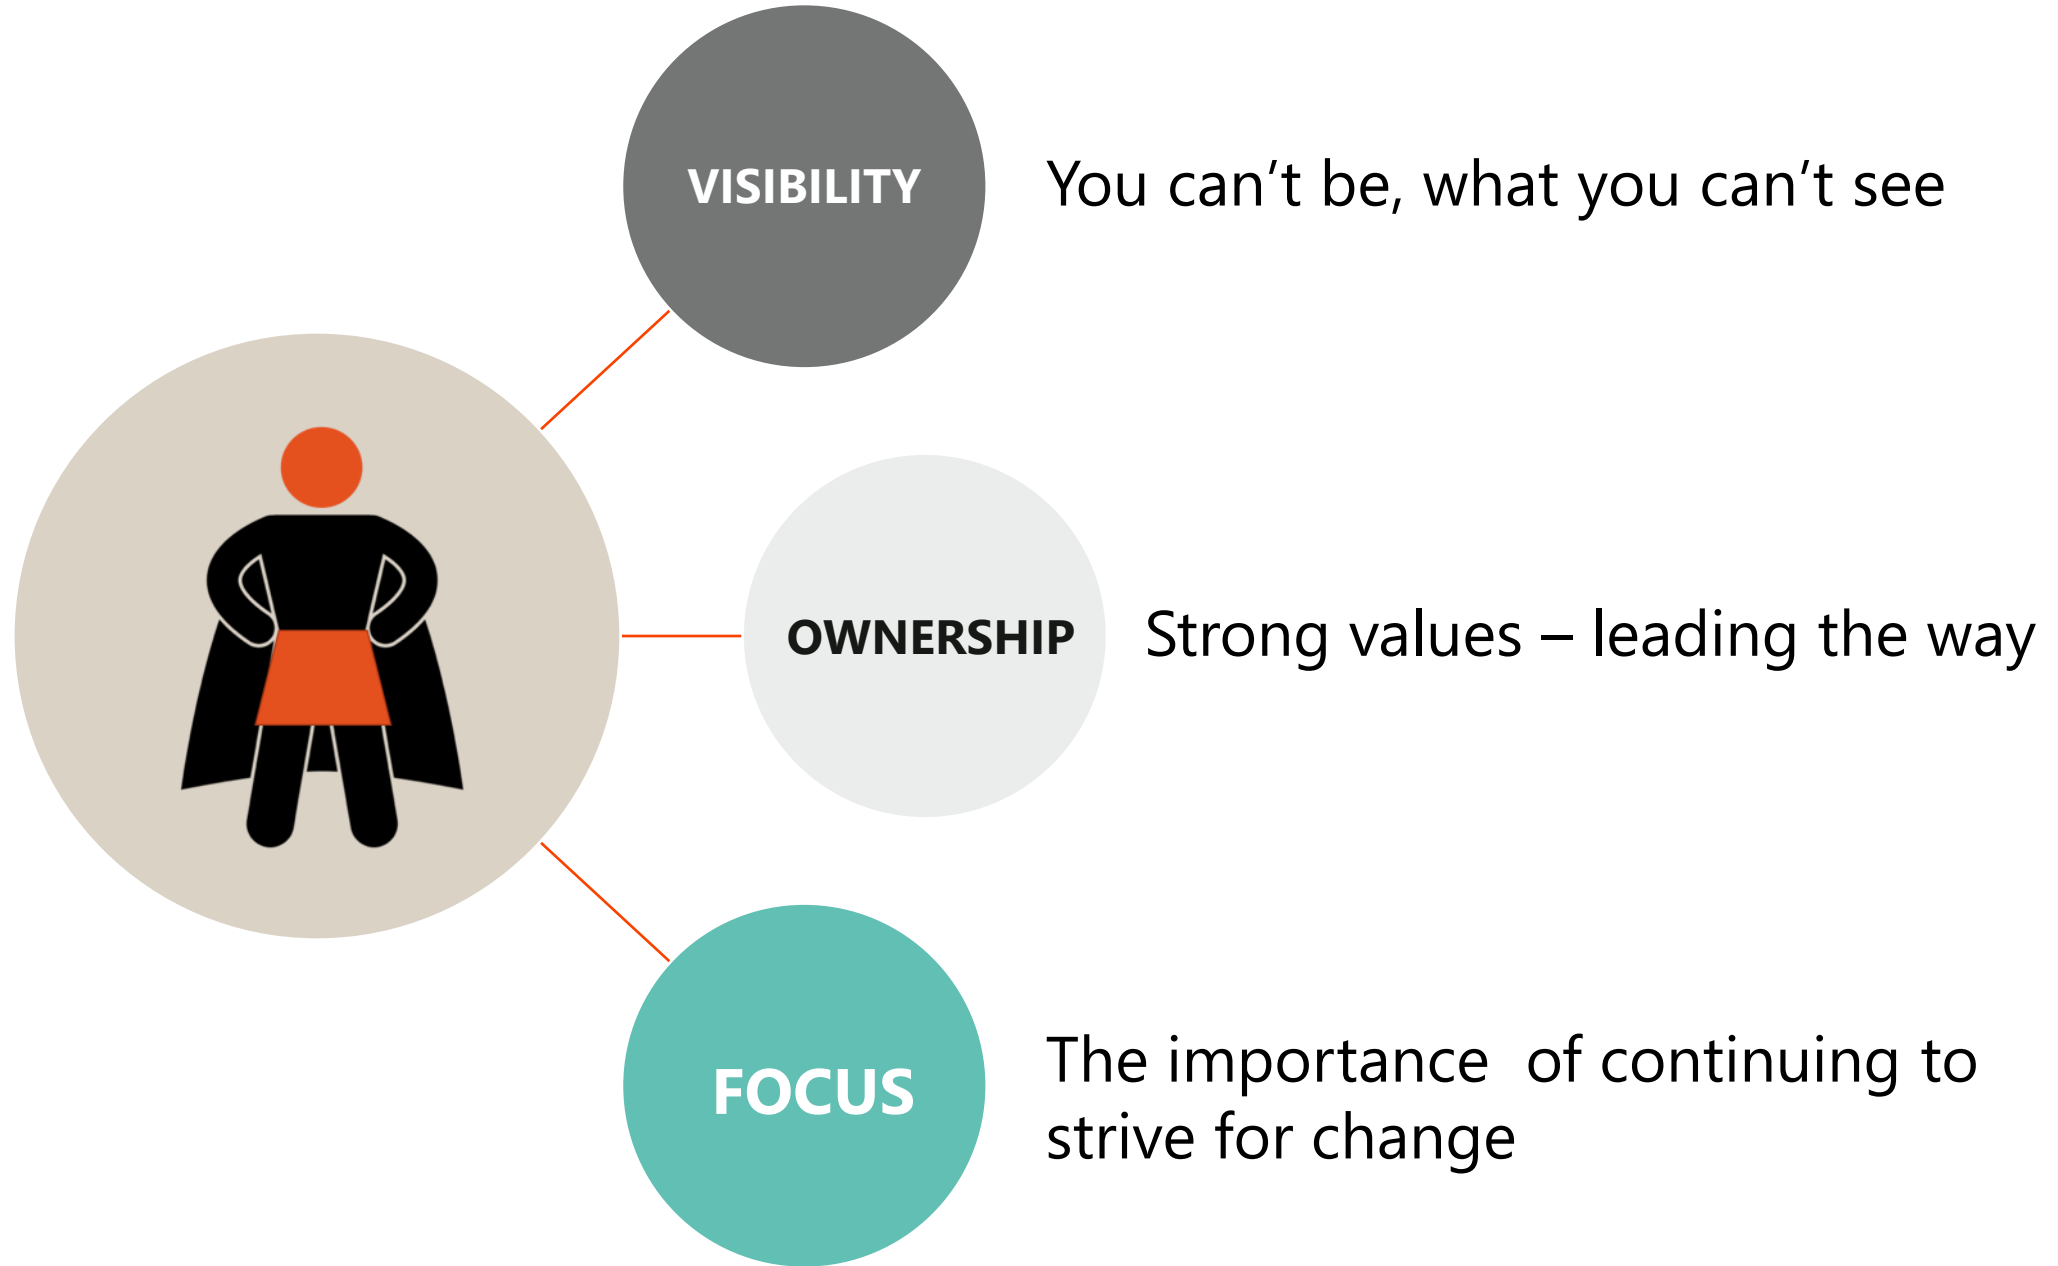 VISIBILITY
You can’t be, what you can’t see
OWNERSHIP
Strong values – leading the way
FOCUS
The importance  of continuing to
strive for change